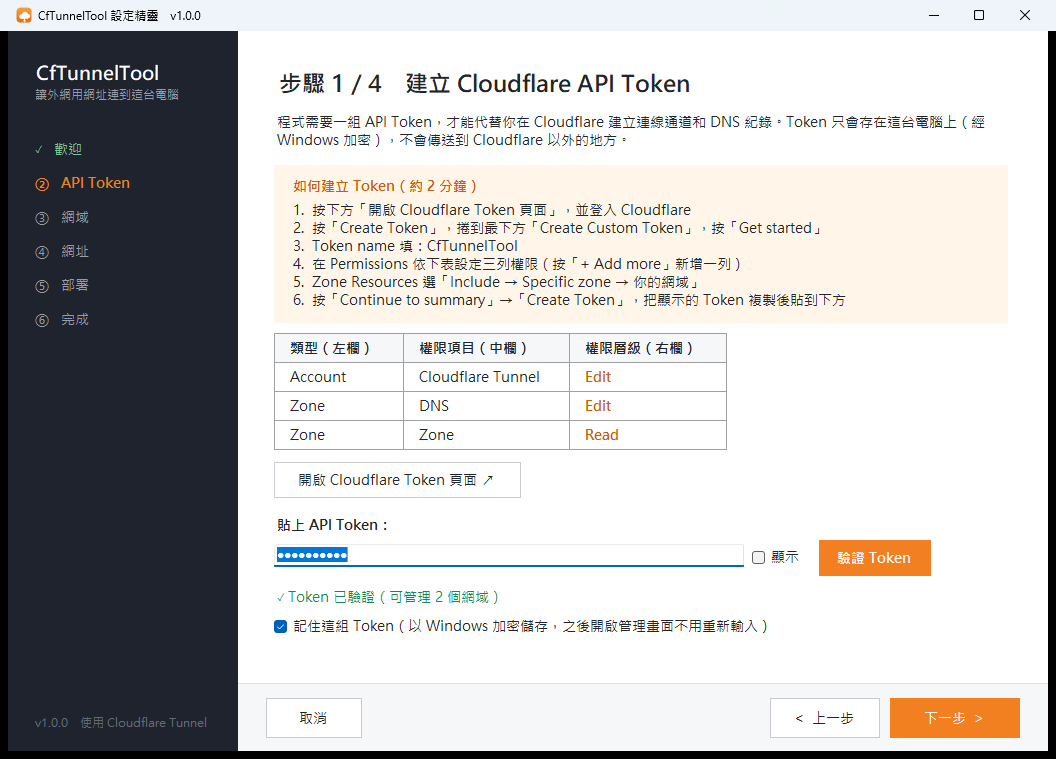 CfTunnelTool 設定精靈 v1.0.0
CfTunnelTool
讓外網用網址連到這台電腦
✓ 歡迎
② API Token
③ 網域
④ 網址
⑤ 部署
⑥ 完成
v1.0.0 使用 Cloudflare Tunnel
步驟 1 / 4 建立 Cloudflare API Token
程式需要一組 API Token，才能代替你在 Cloudflare 建立連線通道和 DNS 紀錄。Token 只會存在這台電腦上（經
Windows 加密），不會傳送到 Cloudflare 以外的地方。
如何建立 Token（約 2 分鐘）
1. 按下方「開啟 Cloudflare Token 頁面」，並登入 Cloudflare
2. 按「Create Token」，捲到最下方「Create Custom Token」，按「Get started」
3. Token name 填：CfTunnelTool
4. 在 Permissions 依下表設定三列權限（按「+ Add more」新增一列）
5. Zone Resources 選「Include → Specific zone → 你的網域」
6. 按「Continue to summary」→「Create Token」，把顯示的 Token 複製後貼到下方
類型（左欄） 權限項目（中欄） 權限層級（右欄）
Account Cloudflare Tunnel Edit
Zone DNS Edit
Zone Zone Read
開啟 Cloudflare Token 頁面 ↗
貼上 API Token：
●●●●●●●●●● 顯示 驗證 Token
✓ Token 已驗證（可管理 2 個網域）
記住這組 Token（以 Windows 加密儲存，之後開啟管理畫面不用重新輸入）
取消 < 上一步 下一步 >